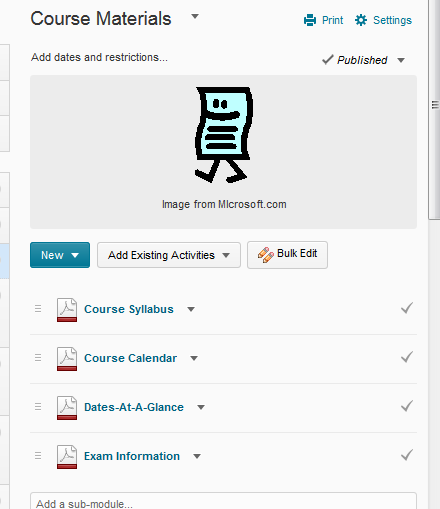 Course Materials
Print
Settings
Add dates and restrictions...
Published
Image from MIcrosoft.com
New
Add Existing Activities
Bulk Edit
Course Syllabus
Course Calendar
Dates-At-A-Glance
Exam Information
Add a sub-module...